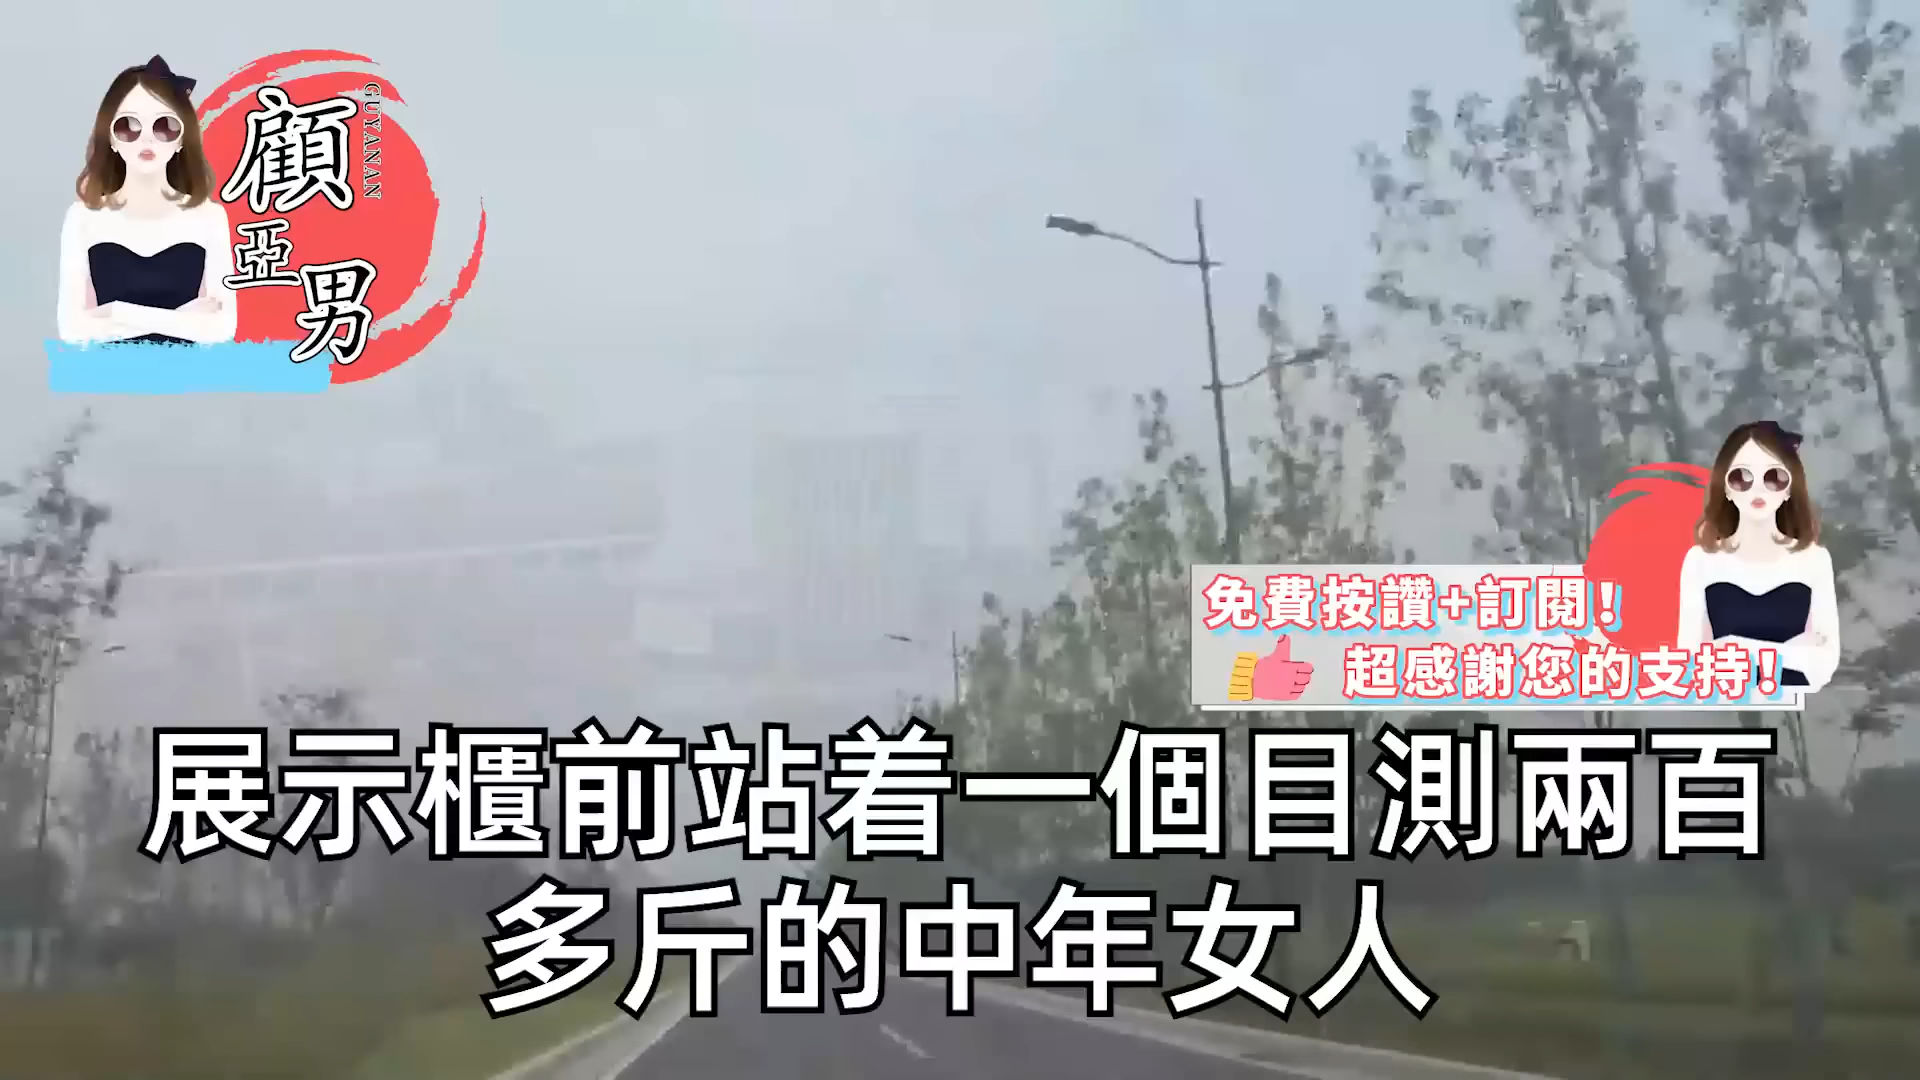 顧亞男
GUYANAN
免費按讚+訂閱!
超感謝您的支持!
展示櫃前站着一個目測兩百
多斤的中年女人